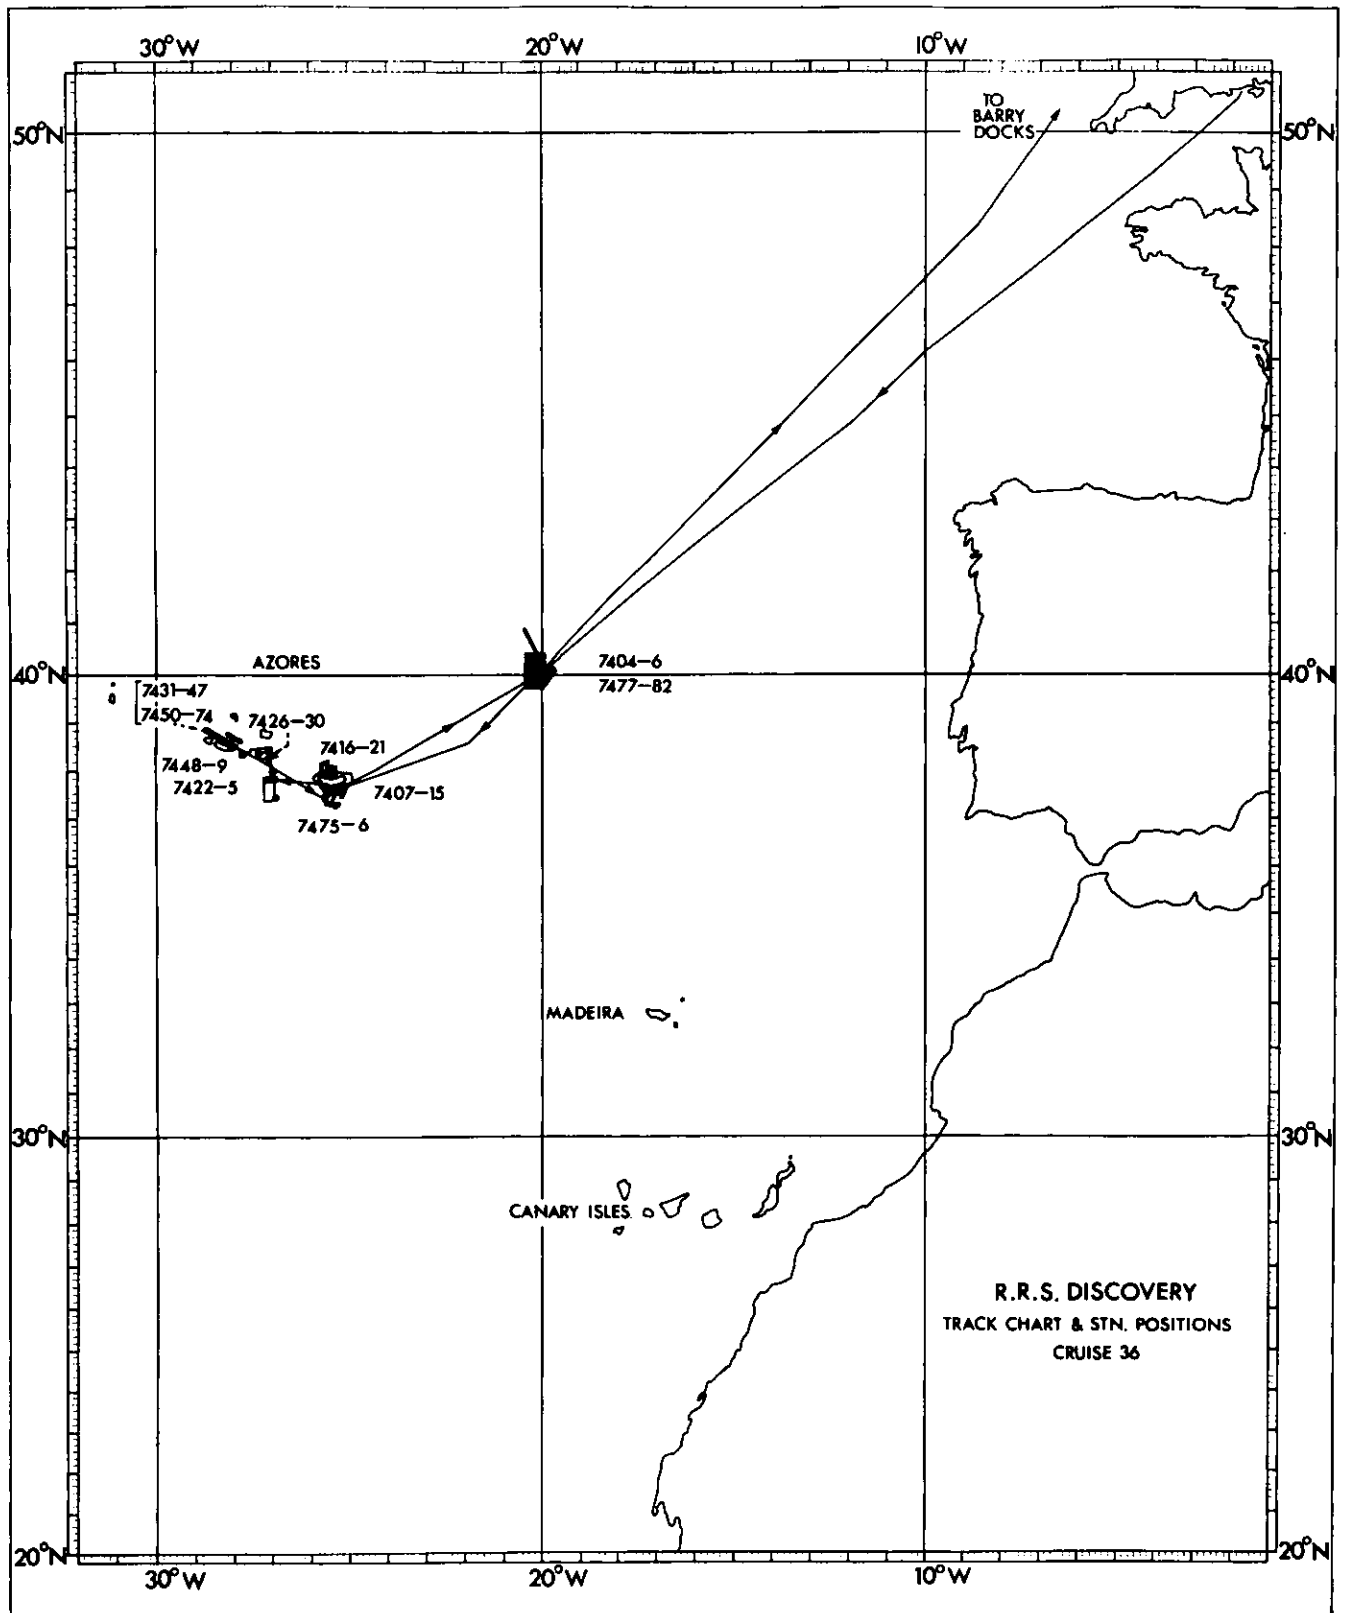 30°W 20°W 10°W
TO
BARRY
DOCKS
50°N 50°N
AZORES
7404-6
40°N 40°N
7477-82
7431-47
7450-74 7426-30
7416-21
7448-9
7422-5 7407-15
7475-6
MADEIRA
30°N 30°N
CANARY ISLES
R.R.S. DISCOVERY
TRACK CHART & STN. POSITIONS
CRUISE 36
20°N 20°N
30°W 20°W 10°W